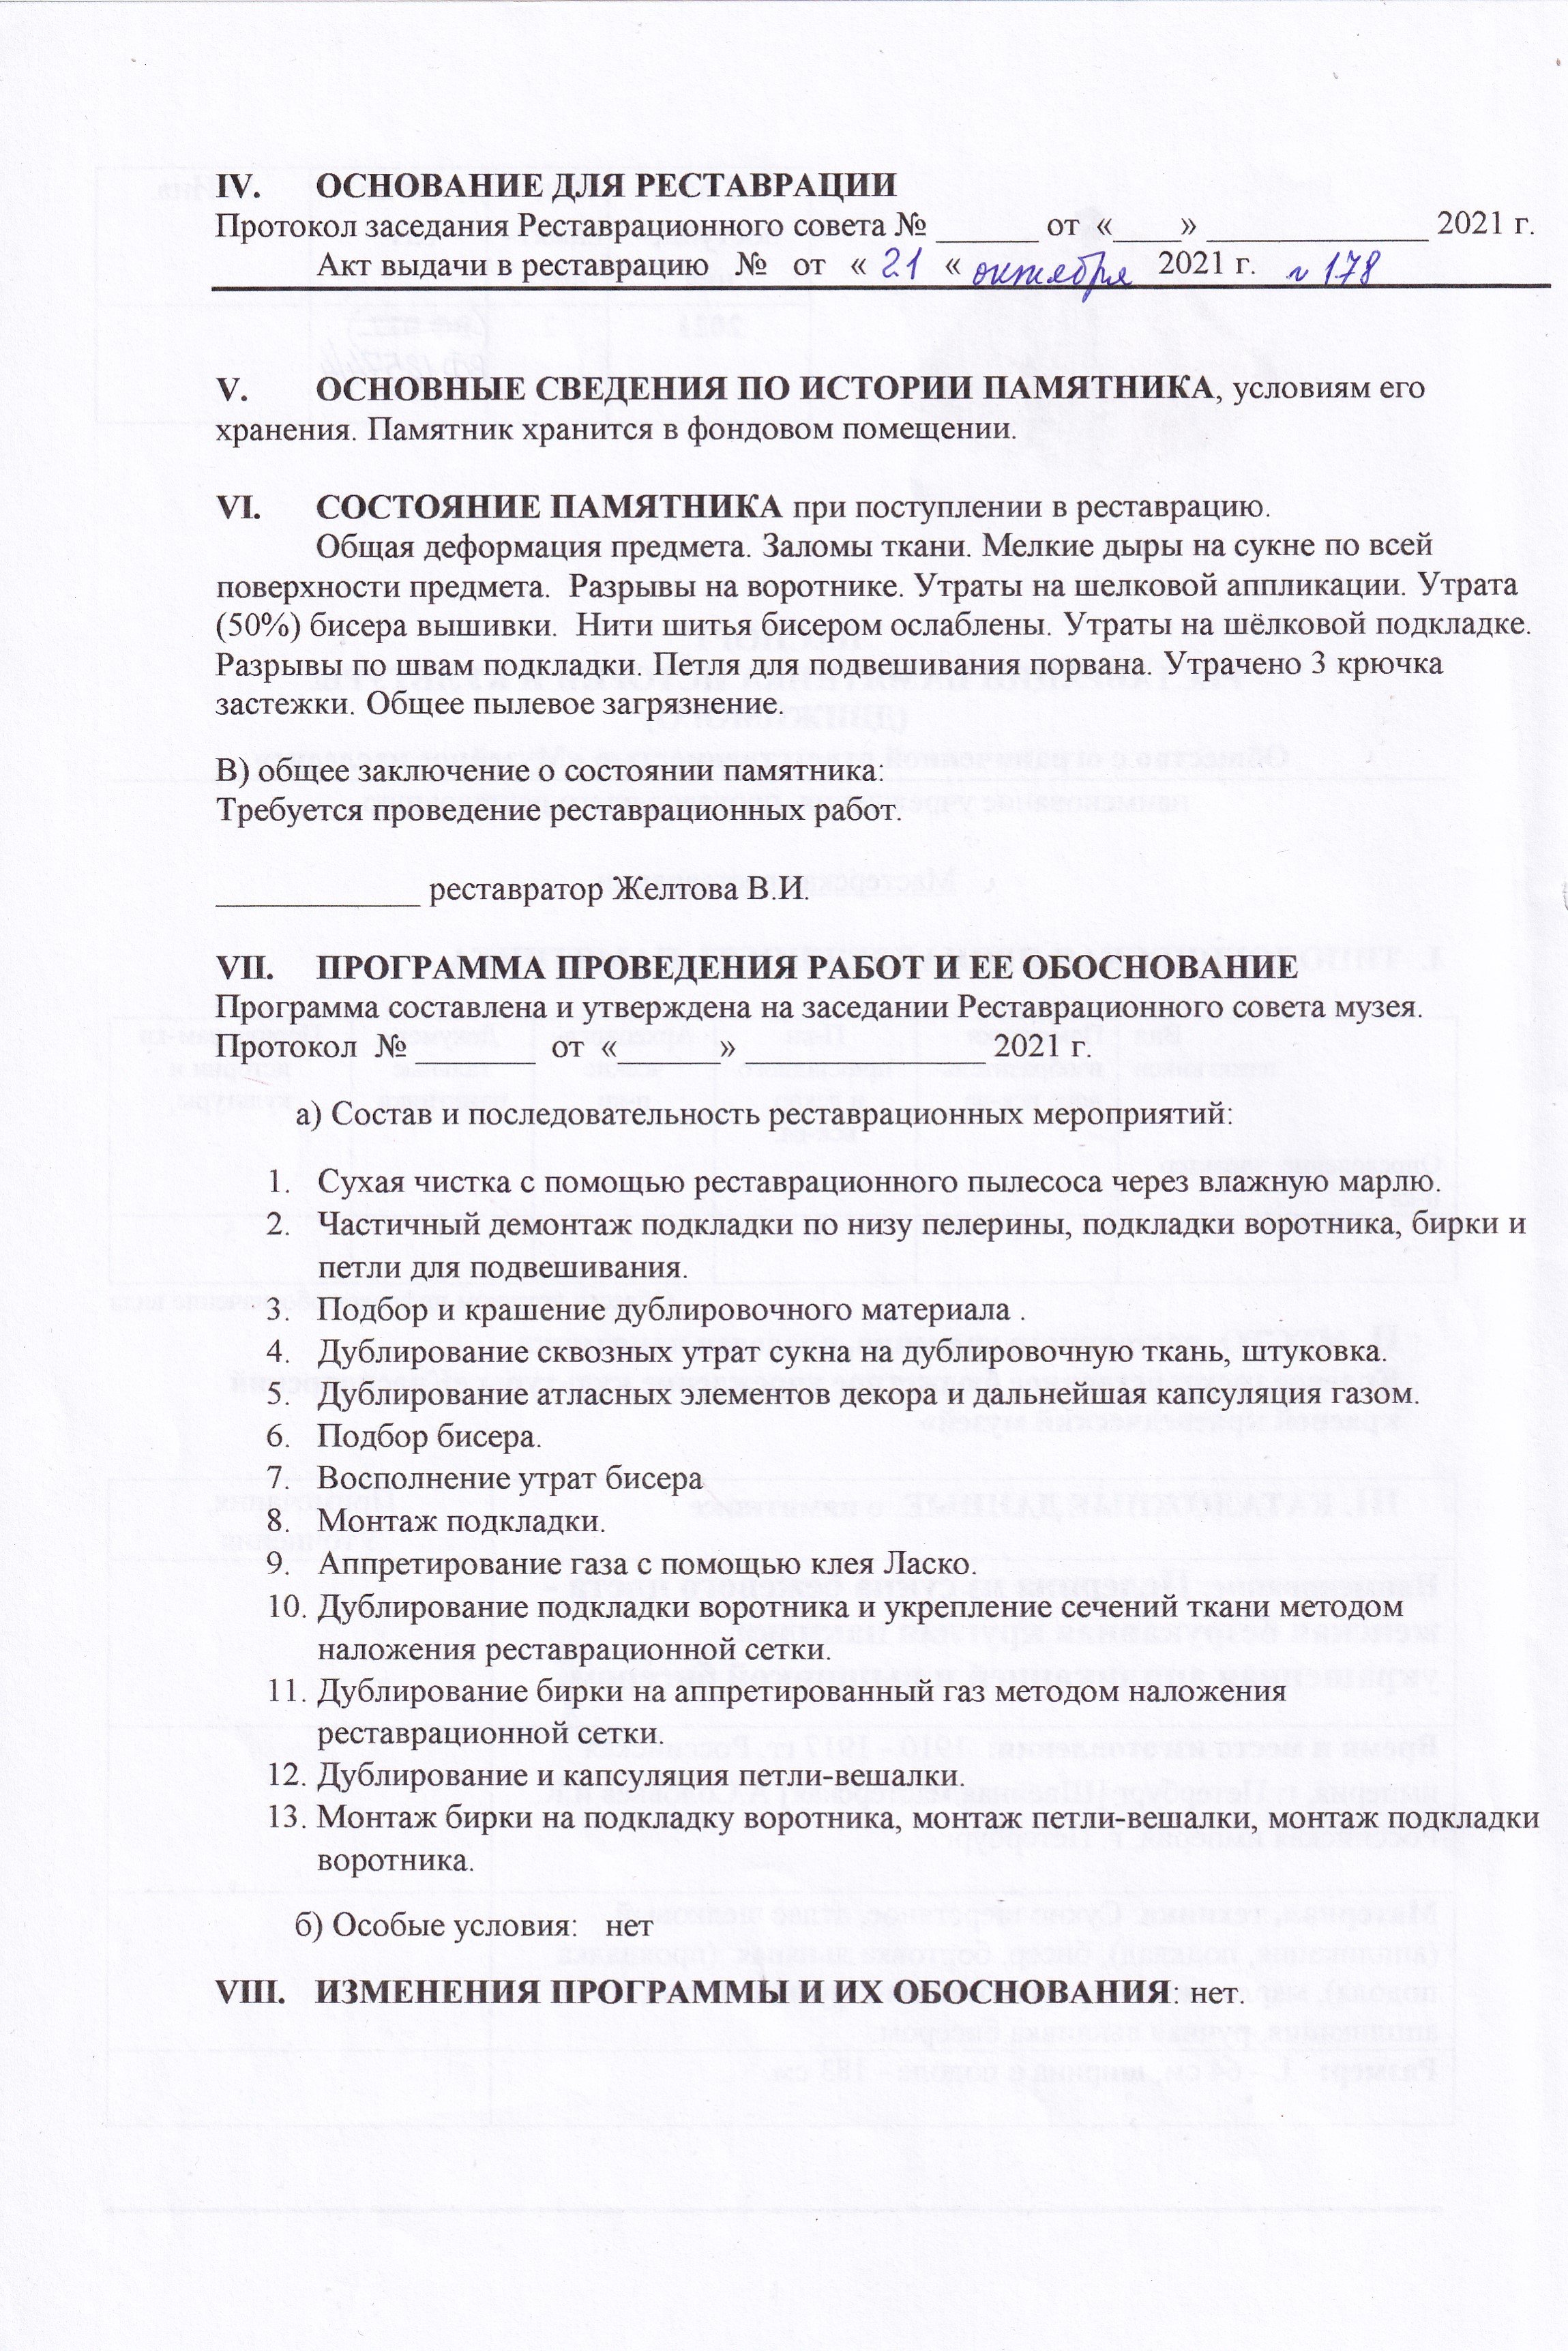 IV. ОСНОВАНИЕ ДЛЯ РЕСТАВРАЦИИ
Протокол заседания Реставрационного совета № ______ от «____» _____________ 2021 г.
Акт выдачи в реставрацию № от « 21 « октября 2021 г. № 178
V. ОСНОВНЫЕ СВЕДЕНИЯ ПО ИСТОРИИ ПАМЯТНИКА, условиям его
хранения. Памятник хранится в фондовом помещении.
VI. СОСТОЯНИЕ ПАМЯТНИКА при поступлении в реставрацию.
Общая деформация предмета. Заломы ткани. Мелкие дыры на сукне по всей
поверхности предмета. Разрывы на воротнике. Утраты на шелковой аппликации. Утрата
(50%) бисера вышивки. Нити шитья бисером ослаблены. Утраты на шёлковой подкладке.
Разрывы по швам подкладки. Петля для подвешивания порвана. Утрачено 3 крючка
застежки. Общее пылевое загрязнение.
В) общее заключение о состоянии памятника:
Требуется проведение реставрационных работ.
____________ реставратор Желтова В.И.
VII. ПРОГРАММА ПРОВЕДЕНИЯ РАБОТ И ЕЕ ОБОСНОВАНИЕ
Программа составлена и утверждена на заседании Реставрационного совета музея.
Протокол № _______ от «______» ______________ 2021 г.
а) Состав и последовательность реставрационных мероприятий:
1. Сухая чистка с помощью реставрационного пылесоса через влажную марлю.
2. Частичный демонтаж подкладки по низу пелерины, подкладки воротника, бирки и
петли для подвешивания.
3. Подбор и крашение дублировочного материала .
4. Дублирование сквозных утрат сукна на дублировочную ткань, штуковка.
5. Дублирование атласных элементов декора и дальнейшая капсуляция газом.
6. Подбор бисера.
7. Восполнение утрат бисера
8. Монтаж подкладки.
9. Аппретирование газа с помощью клея Ласко.
10. Дублирование подкладки воротника и укрепление сечений ткани методом
наложения реставрационной сетки.
11. Дублирование бирки на аппретированный газ методом наложения
реставрационной сетки.
12. Дублирование и капсуляция петли-вешалки.
13. Монтаж бирки на подкладку воротника, монтаж петли-вешалки, монтаж подкладки
воротника.
б) Особые условия: нет
VIII. ИЗМЕНЕНИЯ ПРОГРАММЫ И ИХ ОБОСНОВАНИЯ: нет.